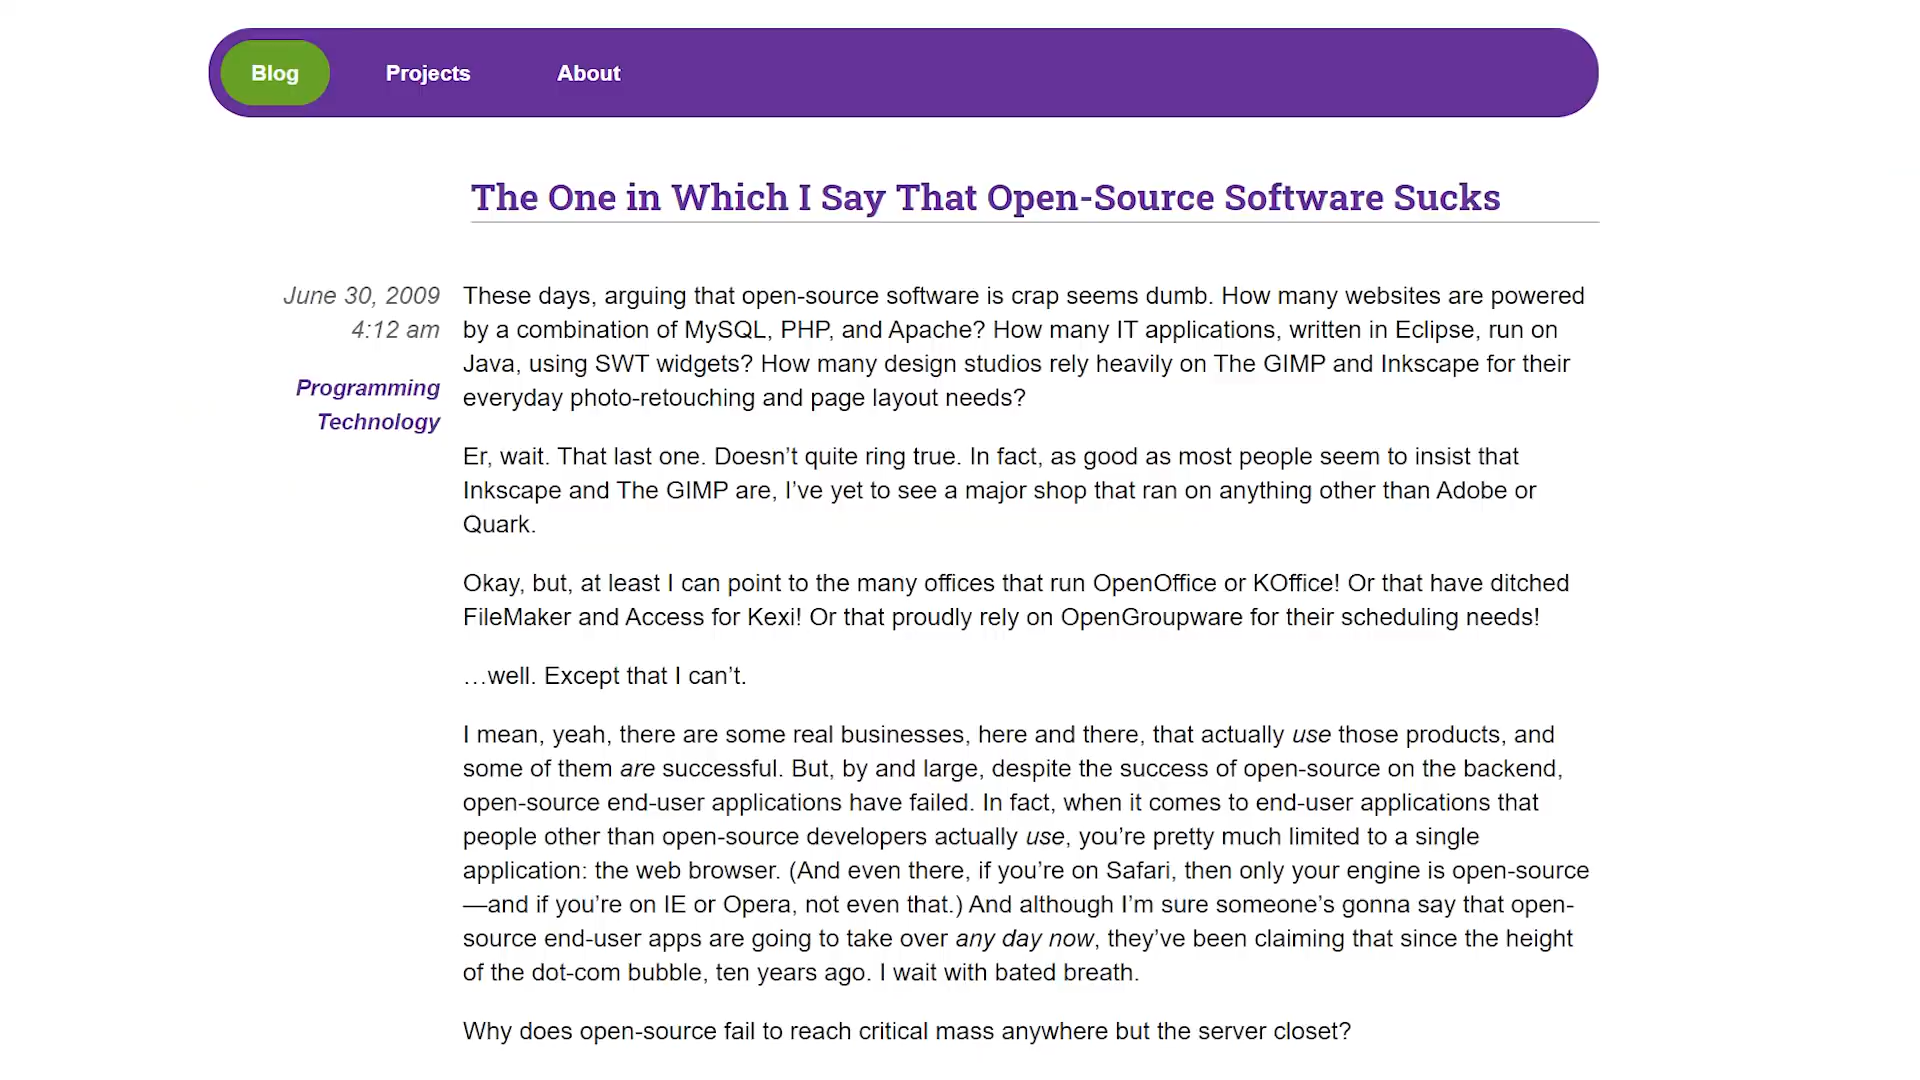 Blog Projects About
The One in Which I Say That Open-Source Software Sucks
June 30, 2009
4:12 am
Programming
Technology
These days, arguing that open-source software is crap seems dumb. How many websites are powered
by a combination of MySQL, PHP, and Apache? How many IT applications, written in Eclipse, run on
Java, using SWT widgets? How many design studios rely heavily on The GIMP and Inkscape for their
everyday photo-retouching and page layout needs?
Er, wait. That last one. Doesn’t quite ring true. In fact, as good as most people seem to insist that
Inkscape and The GIMP are, I’ve yet to see a major shop that ran on anything other than Adobe or
Quark.
Okay, but, at least I can point to the many offices that run OpenOffice or KOffice! Or that have ditched
FileMaker and Access for Kexi! Or that proudly rely on OpenGroupware for their scheduling needs!
…well. Except that I can’t.
I mean, yeah, there are some real businesses, here and there, that actually use those products, and
some of them are successful. But, by and large, despite the success of open-source on the backend,
open-source end-user applications have failed. In fact, when it comes to end-user applications that
people other than open-source developers actually use, you’re pretty much limited to a single
application: the web browser. (And even there, if you’re on Safari, then only your engine is open-source
—and if you’re on IE or Opera, not even that.) And although I’m sure someone’s gonna say that open-
source end-user apps are going to take over any day now, they’ve been claiming that since the height
of the dot-com bubble, ten years ago. I wait with bated breath.
Why does open-source fail to reach critical mass anywhere but the server closet?